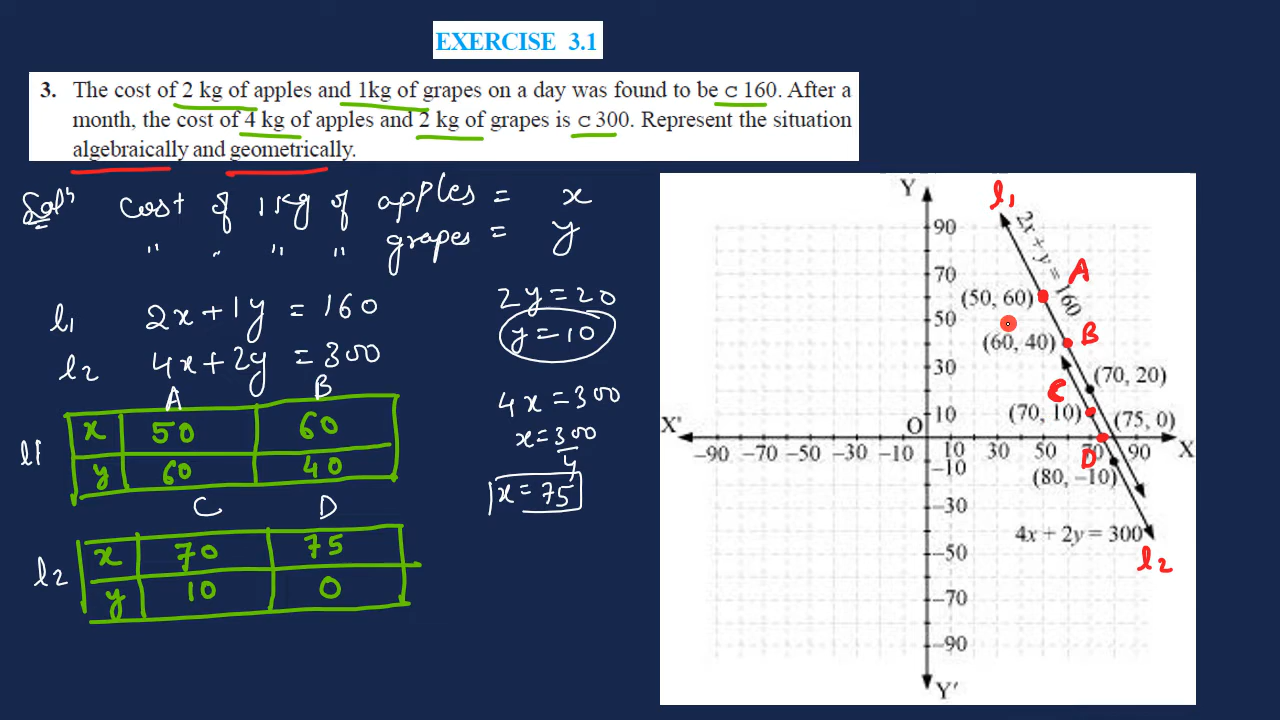 EXERCISE 3.1
3. The cost of 2 kg of apples and 1kg of grapes on a day was found to be ⊂ 160. After a
month, the cost of 4 kg of apples and 2 kg of grapes is ⊂ 300. Represent the situation
algebraically and geometrically.
Solⁿ cost of 1 Kg of apples = x
" " " " grapes = y
l1 2x + 1y = 160
l2 4x + 2y = 300
A B
l1 x 50 60
y 60 40
C D
l2 x 70 75
y 10 0
2y = 20
y = 10
4x = 300
x = 300/4
x = 75
Y
l1
2x + y = 160
90
70
50
30
10
A
(50, 60)
B
(60, 40)
(70, 20)
C
(70, 10)
(75, 0)
X' O X
−90 −70 −50 −30 −10 10 30 50 70 90
D
(80, −10)
−10
−30
−50
−70
−90
4x + 2y = 300
l2
Y'